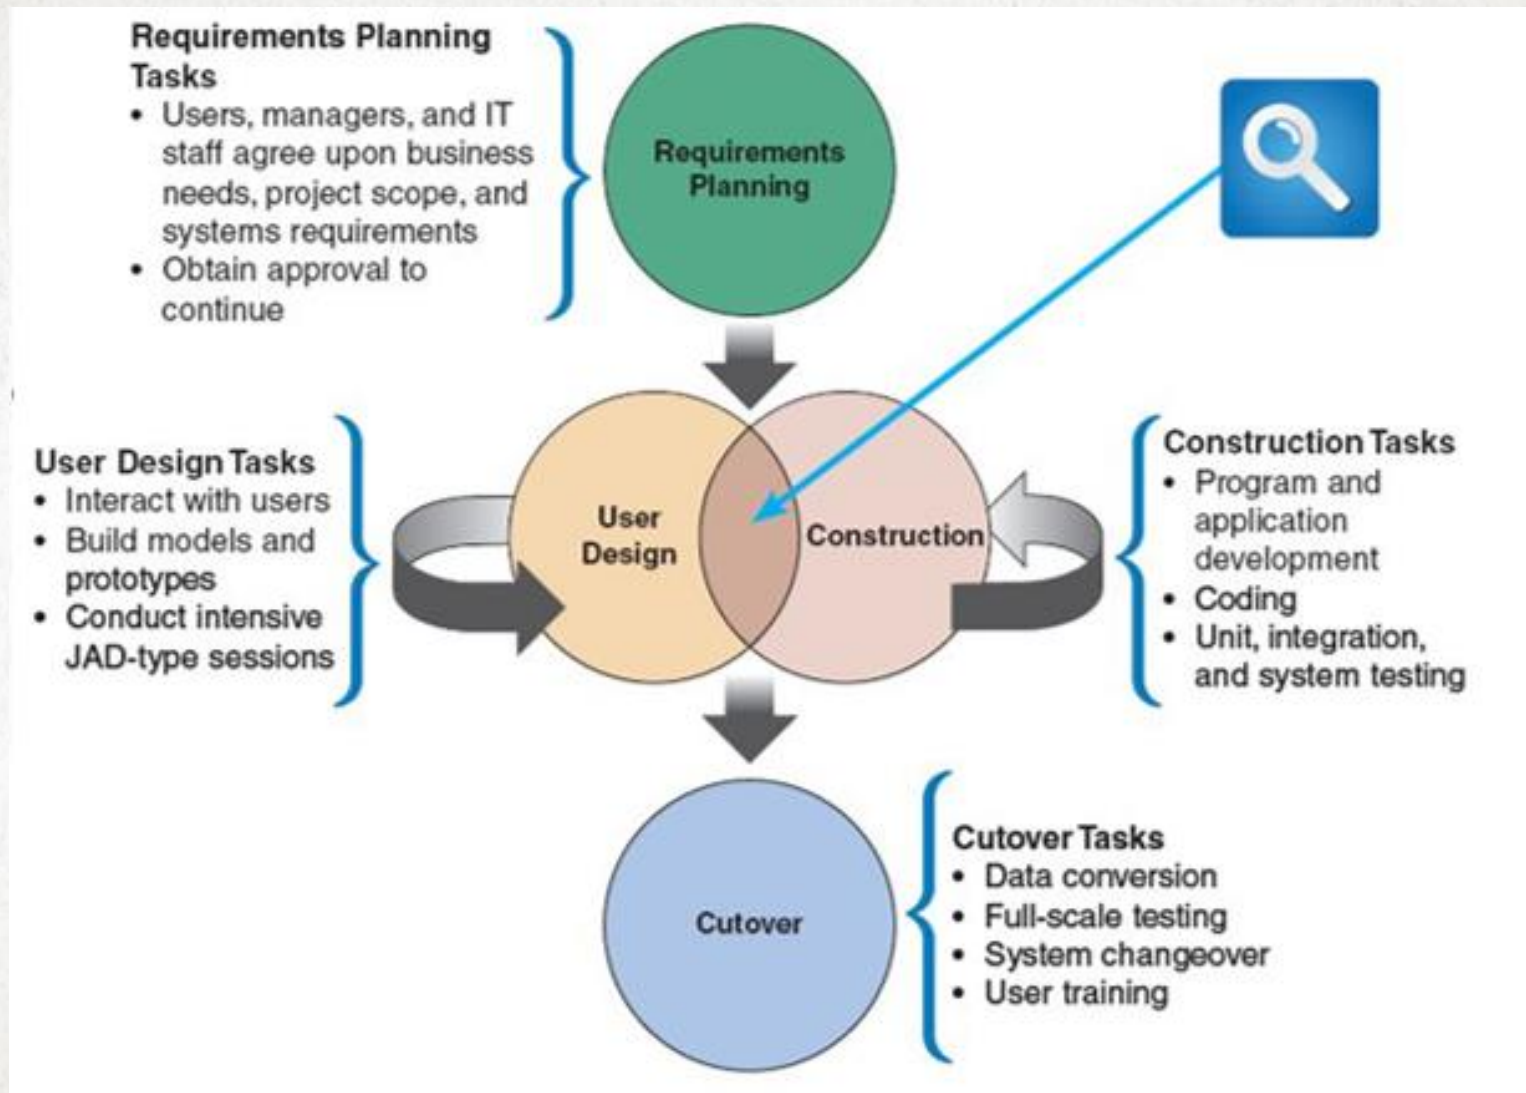 Requirements Planning
Tasks
• Users, managers, and IT
staff agree upon business
needs, project scope, and
systems requirements
• Obtain approval to
continue
Requirements
Planning
User Design Tasks
• Interact with users
• Build models and
prototypes
• Conduct intensive
JAD-type sessions
User
Design
Construction
Construction Tasks
• Program and
application
development
• Coding
• Unit, integration,
and system testing
Cutover
Cutover Tasks
• Data conversion
• Full-scale testing
• System changeover
• User training